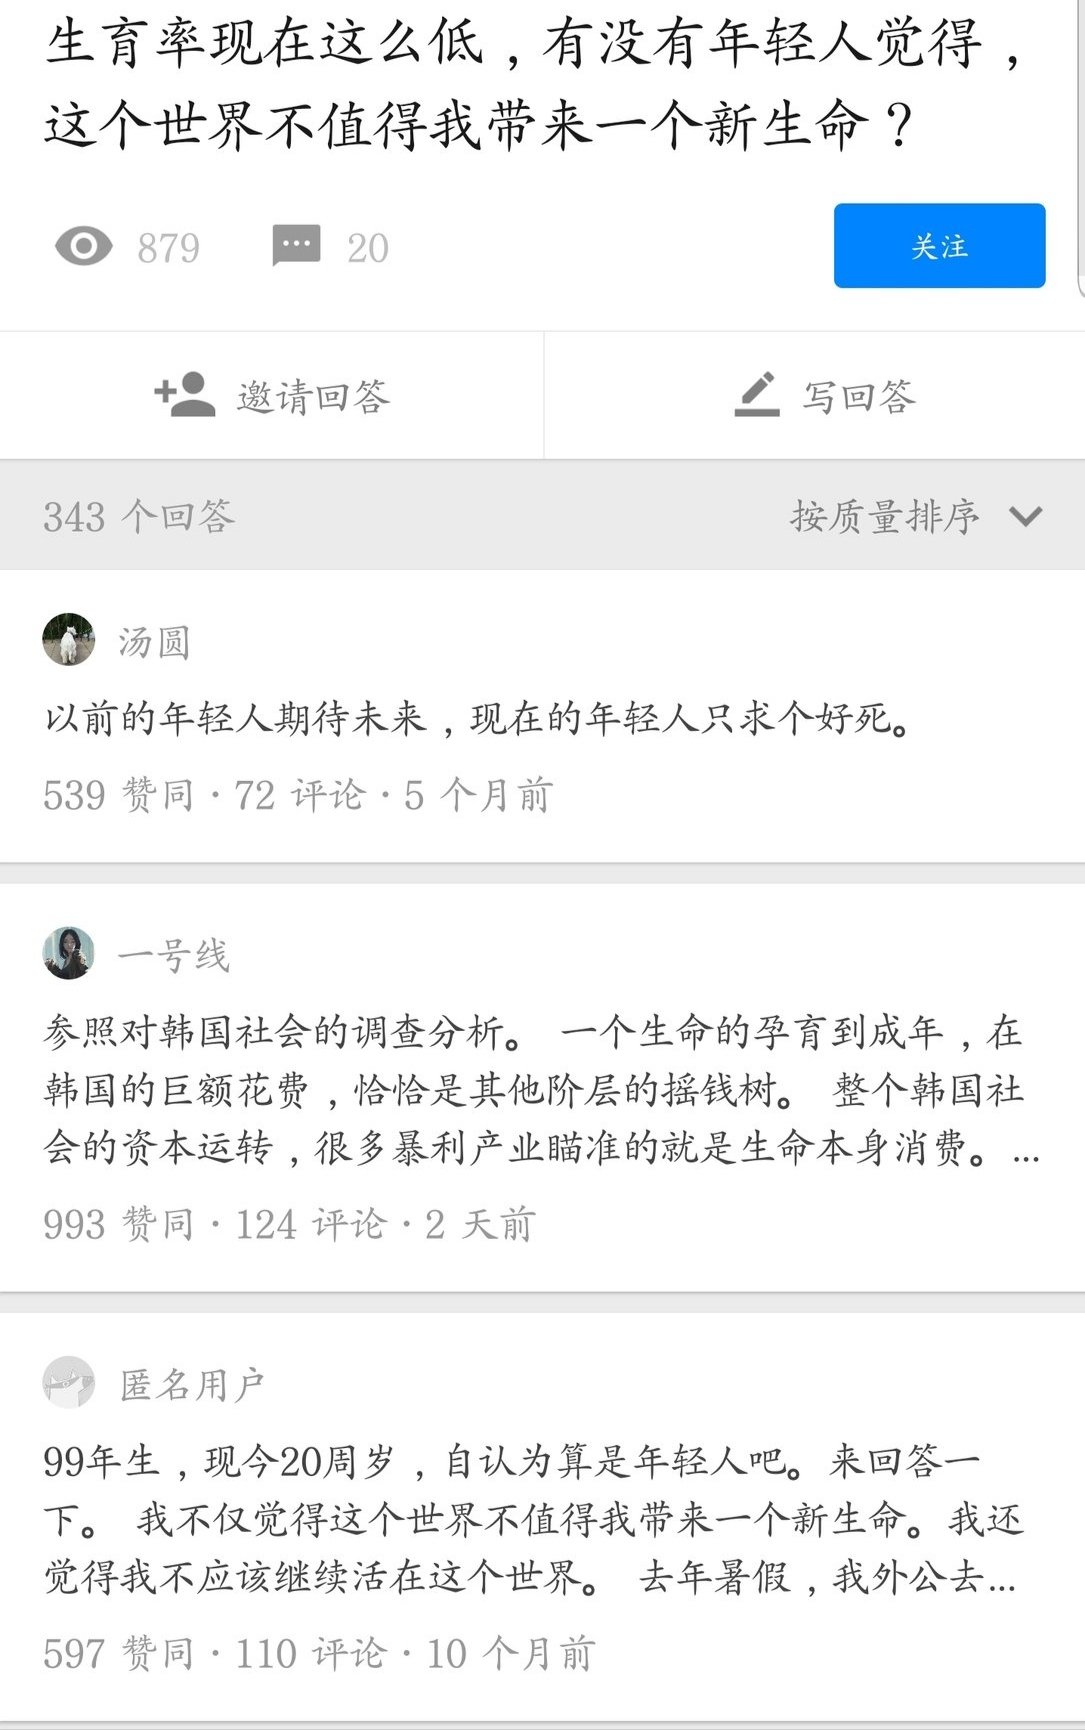 生育率现在这么低，有没有年轻人觉得，
这个世界不值得我带来一个新生命？
879 20 关注
邀请回答 写回答
343 个回答 按质量排序
汤圆
以前的年轻人期待未来，现在的年轻人只求个好死。
539 赞同 · 72 评论 · 5 个月前
一号线
参照对韩国社会的调查分析。 一个生命的孕育到成年，在
韩国的巨额花费，恰恰是其他阶层的摇钱树。 整个韩国社
会的资本运转，很多暴利产业瞄准的就是生命本身消费。...
993 赞同 · 124 评论 · 2 天前
匿名用户
99年生，现今20周岁，自认为算是年轻人吧。来回答一
下。 我不仅觉得这个世界不值得我带来一个新生命。我还
觉得我不应该继续活在这个世界。 去年暑假，我外公去...
597 赞同 · 110 评论 · 10 个月前